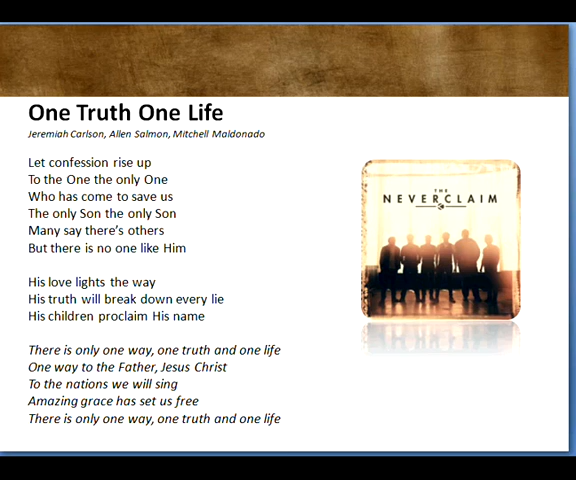 One Truth One Life
Jeremiah Carlson, Allen Salmon, Mitchell Maldonado
Let confession rise up
To the One the only One
Who has come to save us
The only Son the only Son
Many say there's others
But there is no one like Him
His love lights the way
His truth will break down every lie
His children proclaim His name
There is only one way, one truth and one life
One way to the Father, Jesus Christ
To the nations we will sing
Amazing grace has set us free
There is only one way, one truth and one life
THE
NEVERCLAIM